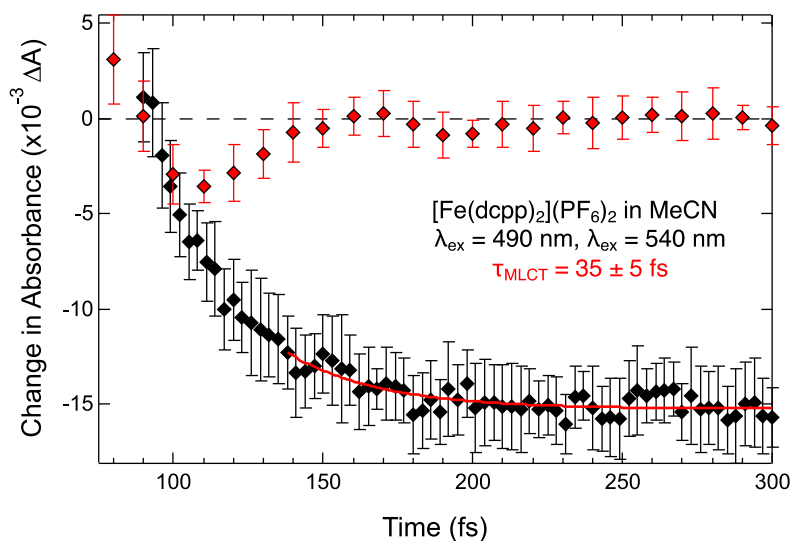 Change in Absorbance (x10⁻³ ΔA)
5
0
-5
-10
-15
[Fe(dcpp)₂](PF₆)₂ in MeCN
λₑₓ = 490 nm, λₑₓ = 540 nm
τMLCT = 35 ± 5 fs
100 150 200 250 300
Time (fs)